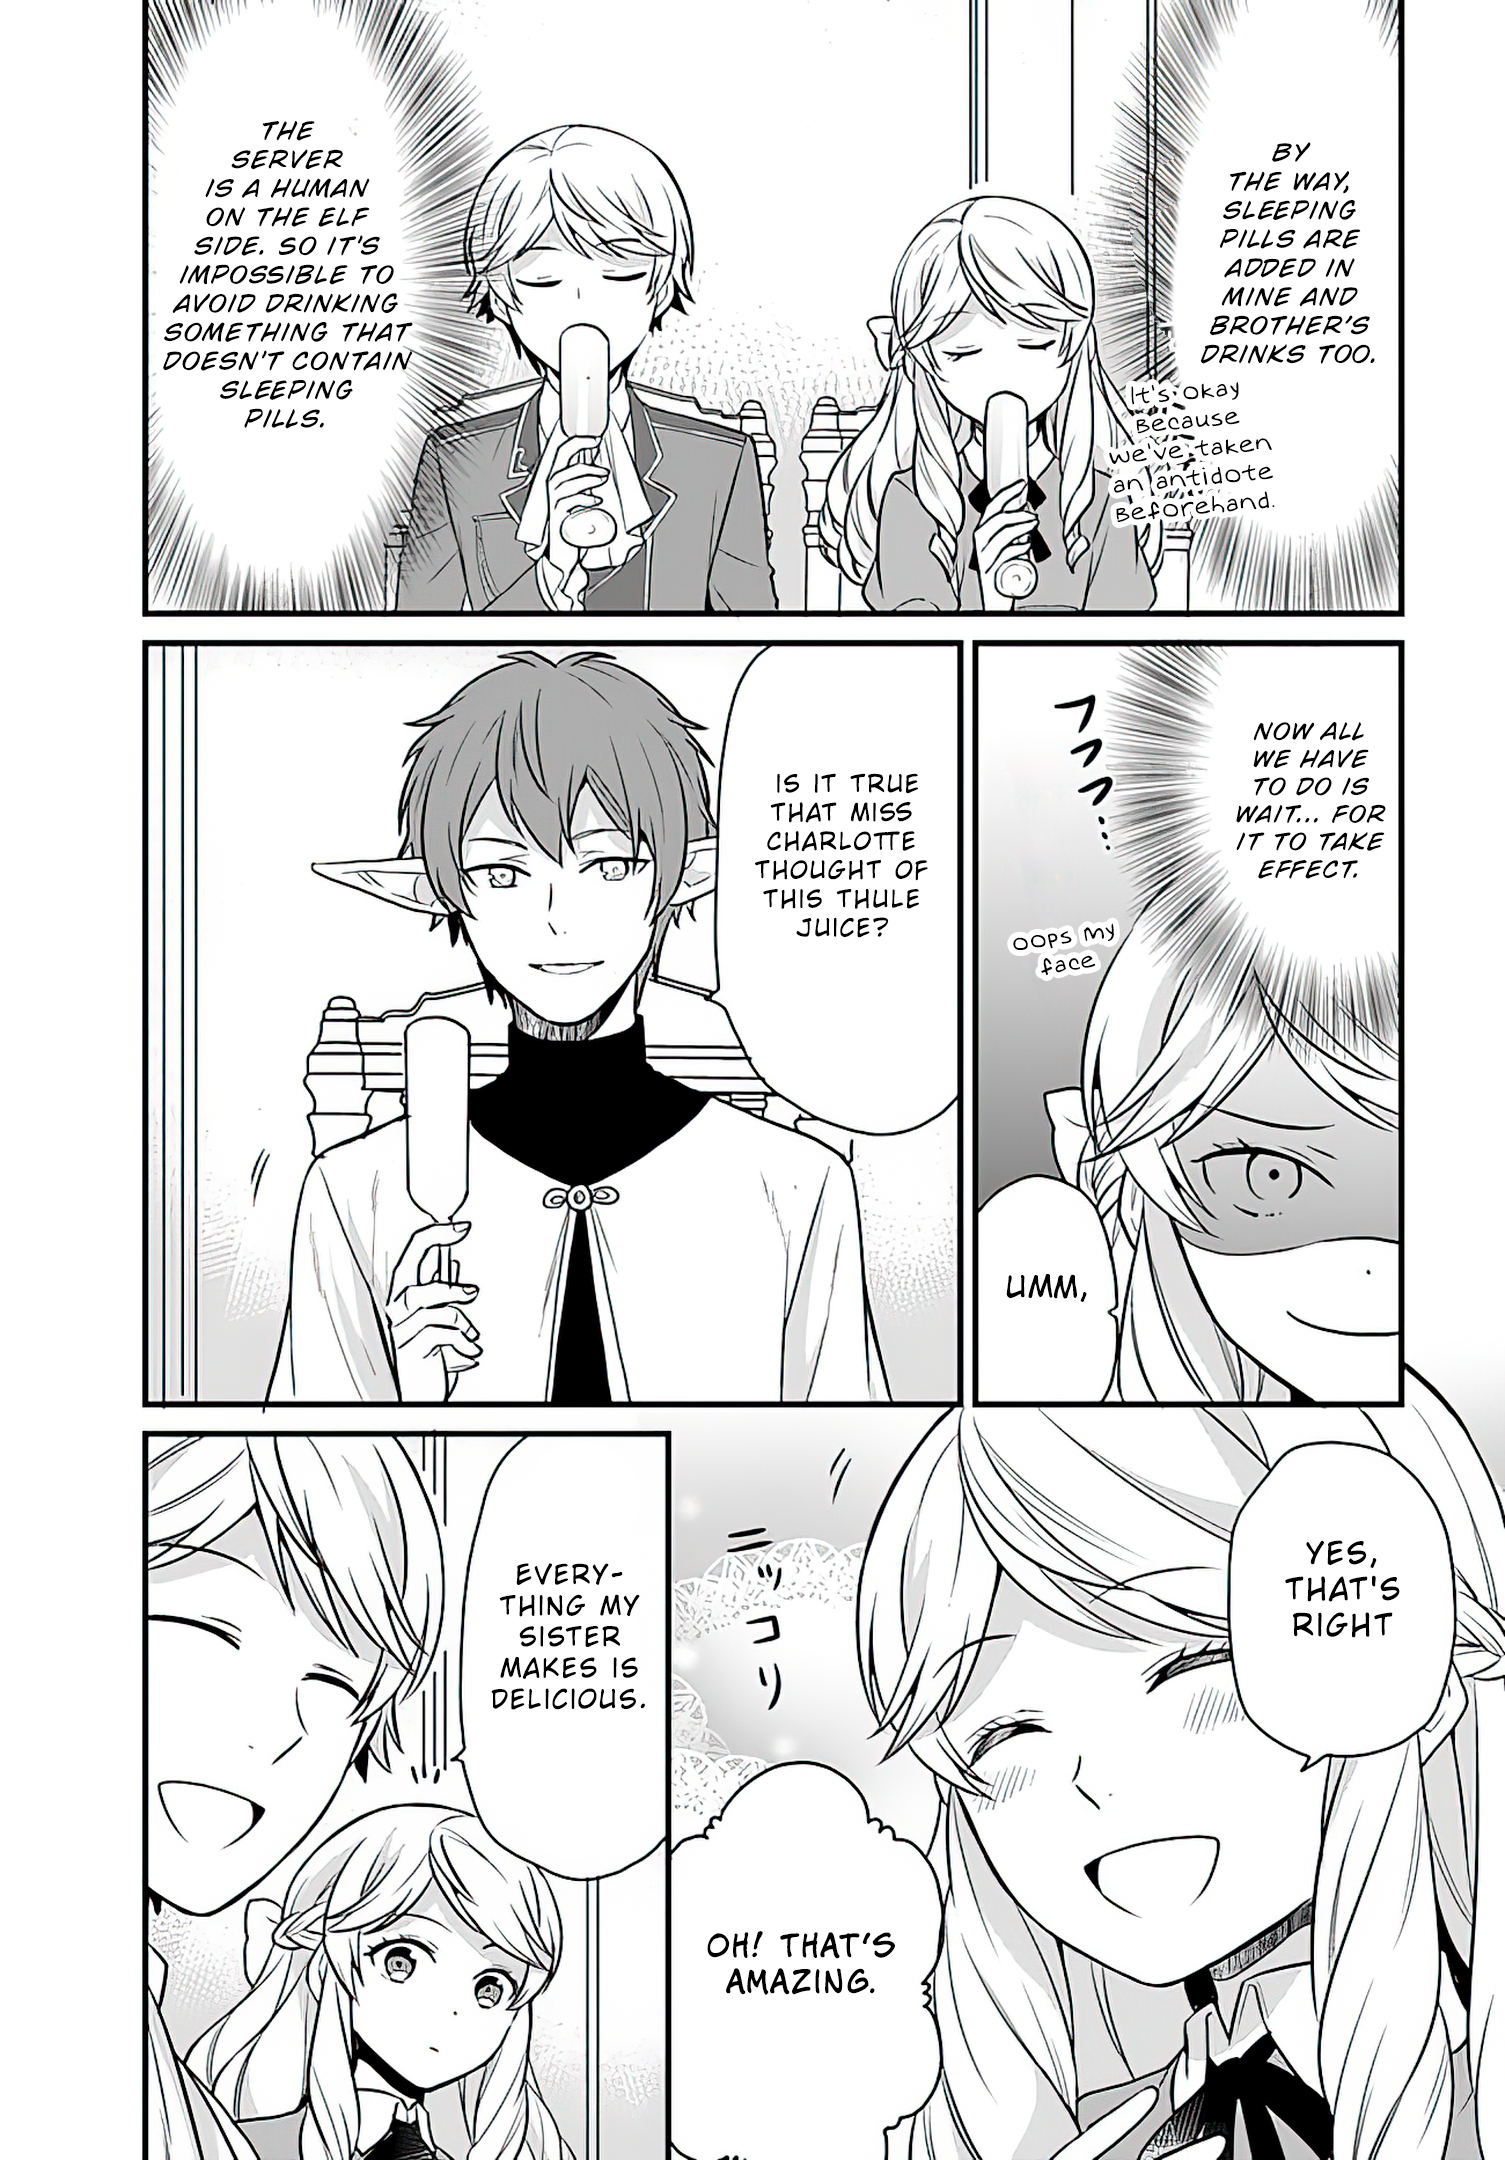 BY
THE WAY,
SLEEPING
PILLS ARE
ADDED IN
MINE AND
BROTHER'S
DRINKS TOO.
It's okay
Because
we've taken
an antidote
Beforehand.
THE
SERVER
IS A HUMAN
ON THE ELF
SIDE. SO IT'S
IMPOSSIBLE TO
AVOID DRINKING
SOMETHING THAT
DOESN'T CONTAIN
SLEEPING
PILLS.
NOW ALL
WE HAVE
TO DO IS
WAIT... FOR
IT TO TAKE
EFFECT.
フフフ…
oops my
face
UMM,
IS IT TRUE
THAT MISS
CHARLOTTE
THOUGHT OF
THIS THULE
JUICE?
YES,
THAT'S
RIGHT
ニッコリ
OH! THAT'S
AMAZING.
EVERY-
THING MY
SISTER
MAKES IS
DELICIOUS.